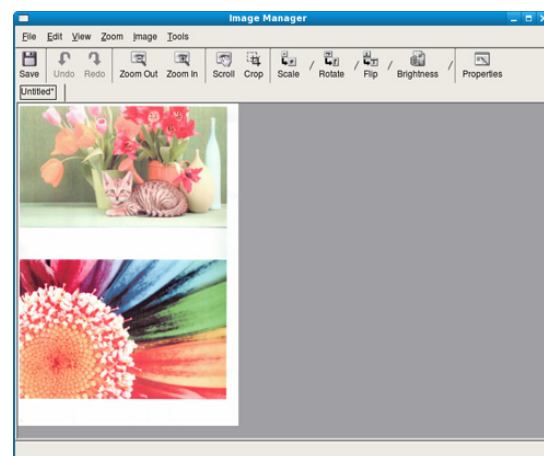 Image Manager
File Edit View Zoom Image Tools
Save Undo Redo Zoom Out Zoom In Scroll Crop Scale Rotate Flip Brightness Properties
Untitled*